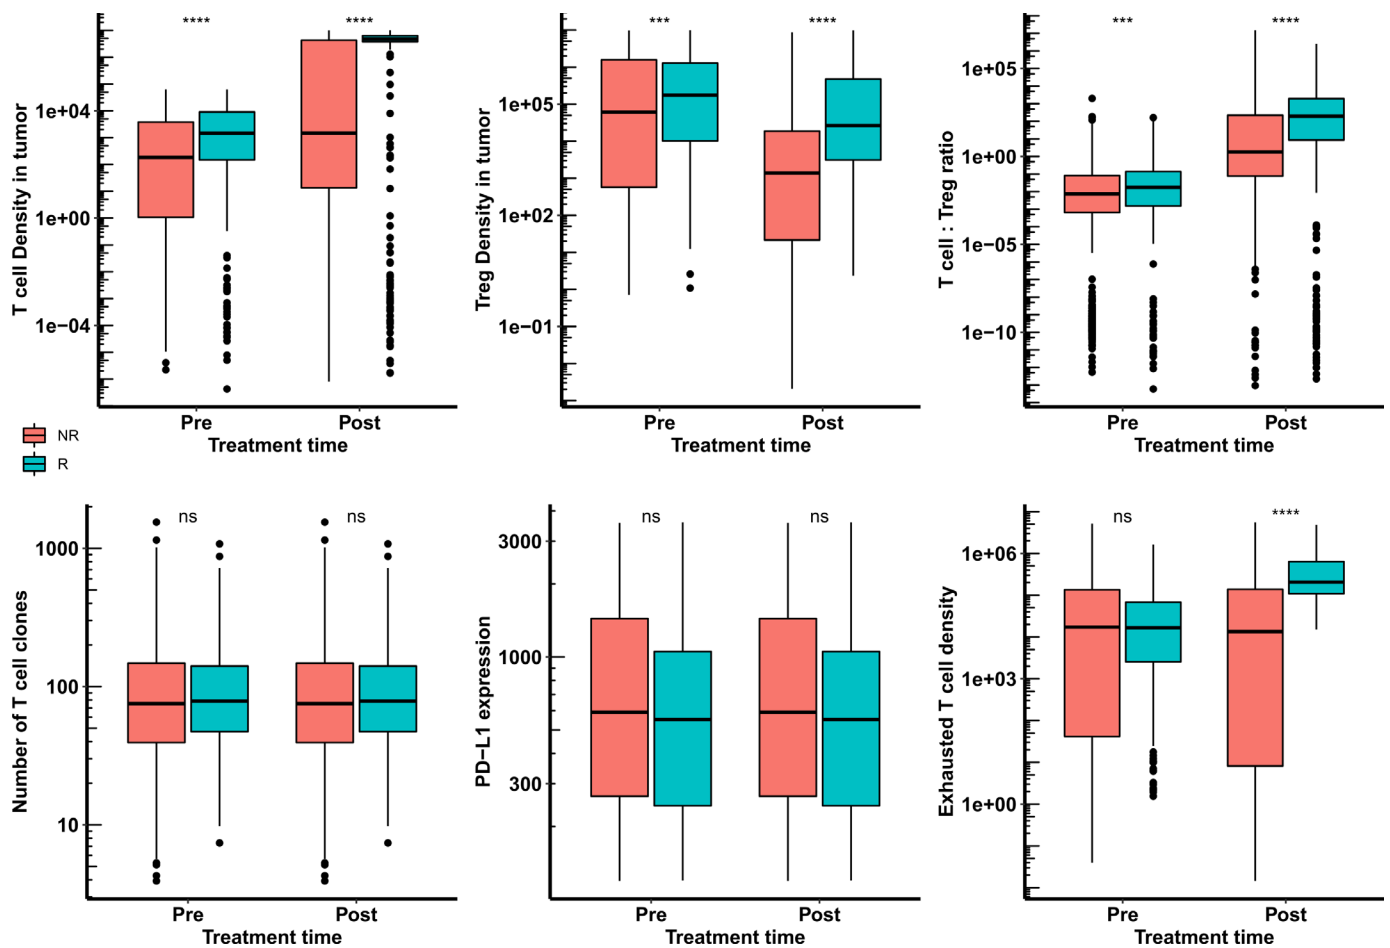 T cell Density in tumor
****
****
1e+04
1e+00
1e−04
Pre
Post
Treatment time
Treg Density in tumor
***
****
1e+05
1e+02
1e−01
Pre
Post
Treatment time
T cell : Treg ratio
***
****
1e+05
1e+00
1e−05
1e−10
Pre
Post
Treatment time
NR
R
Number of T cell clones
ns
ns
1000
100
10
Pre
Post
Treatment time
PD−L1 expression
ns
ns
3000
1000
300
Pre
Post
Treatment time
Exhausted T cell density
ns
****
1e+06
1e+03
1e+00
Pre
Post
Treatment time